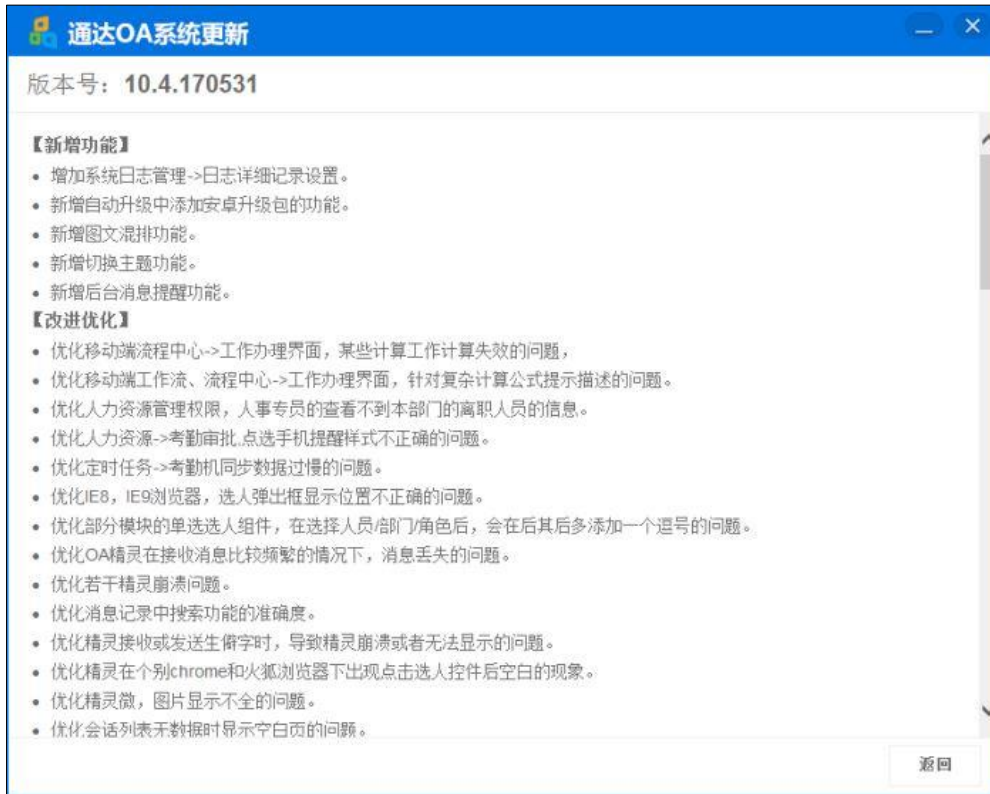 通达OA系统更新
版本号：10.4.170531
【新增功能】
• 增加系统日志管理->日志详细记录设置。
• 新增自动升级中添加安卓升级包的功能。
• 新增图文混排功能。
• 新增切换主题功能。
• 新增后台消息提醒功能。
【改进优化】
• 优化移动端流程中心->工作办理界面，某些计算工作计算失效的问题，
• 优化移动端工作流、流程中心->工作办理界面，针对复杂计算公式提示描述的问题。
• 优化人力资源管理权限，人事专员的查看不到本部门的离职人员的信息。
• 优化人力资源->考勤审批,点选手机提醒样式不正确的问题。
• 优化定时任务->考勤机同步数据过慢的问题。
• 优化IE8，IE9浏览器，选人弹出框显示位置不正确的问题。
• 优化部分模块的单选选人组件，在选择人员/部门/角色后，会在后其后多添加一个逗号的问题。
• 优化OA精灵在接收消息比较频繁的情况下，消息丢失的问题。
• 优化若干精灵崩溃问题。
• 优化消息记录中搜索功能的准确度。
• 优化精灵接收或发送生僻字时，导致精灵崩溃或者无法显示的问题。
• 优化精灵在个别chrome和火狐浏览器下出现点击选人控件后空白的现象。
• 优化精灵微，图片显示不全的问题。
• 优化会话列表无数据时显示空白页的问题。
返回